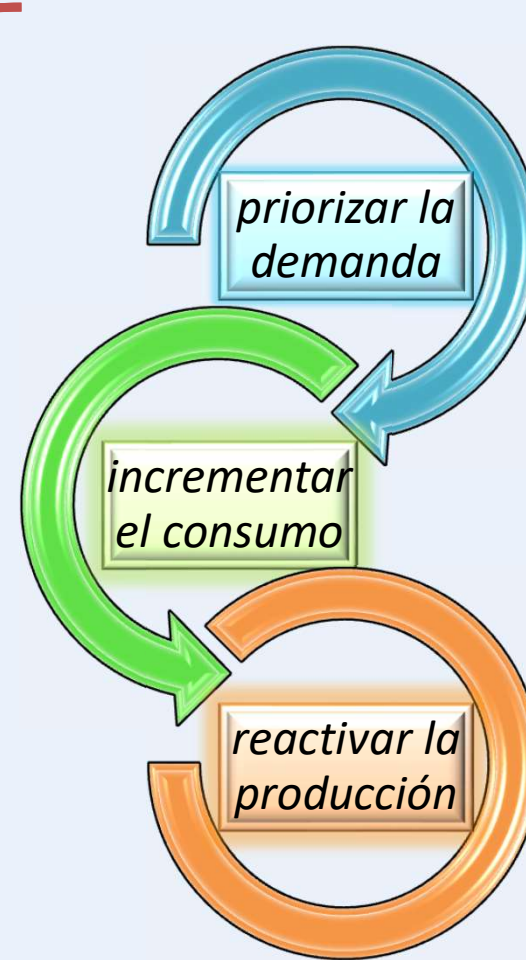 priorizar la
demanda
incrementar
el consumo
reactivar la
producción